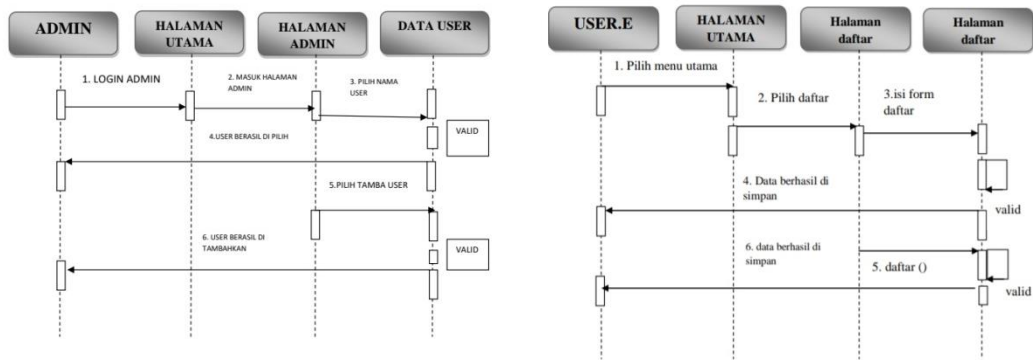 ADMIN
HALAMAN
UTAMA
HALAMAN
ADMIN
DATA USER
1. LOGIN ADMIN
2. MASUK HALAMAN
ADMIN
3. PILIH NAMA
USER
VALID
4.USER BERASIL DI PILIH
5.PILIH TAMBA USER
6. USER BERASIL DI
TAMBAHKAN
VALID
USER.E
HALAMAN
UTAMA
Halaman
daftar
Halaman
daftar
1. Pilih menu utama
2. Pilih daftar
3.isi form
daftar
4. Data berhasil di
simpan
valid
6. data berhasil di
simpan
5. daftar ()
valid